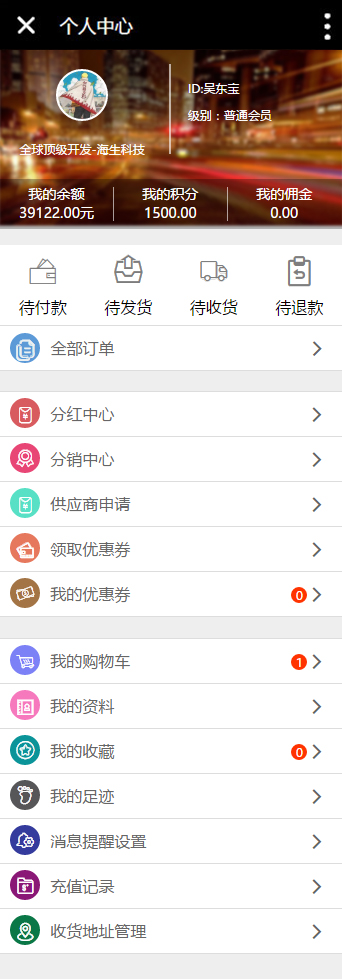 个人中心
ID:吴东宝
级别：普通会员
全球顶级开发-海生科技
我的余额 我的积分 我的佣金
39122.00元 1500.00 0.00
待付款 待发货 待收货 待退款
全部订单
分红中心
分销中心
供应商申请
领取优惠券
我的优惠券 0
我的购物车 1
我的资料
我的收藏 0
我的足迹
消息提醒设置
充值记录
收货地址管理